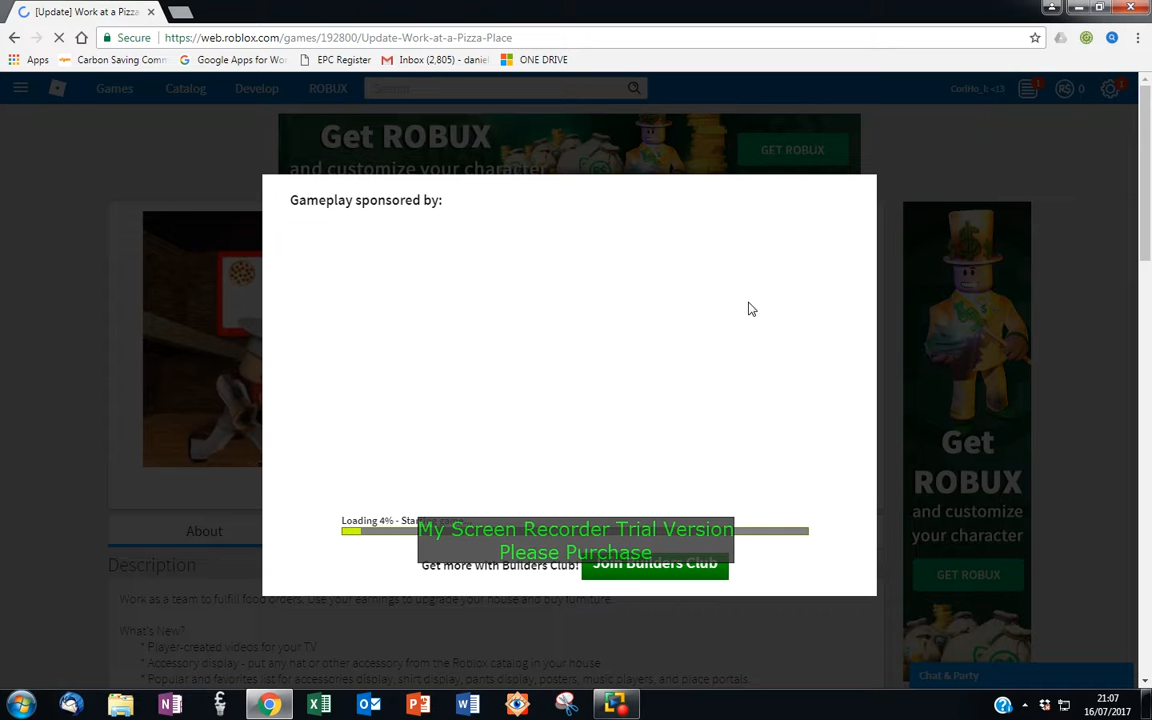 [Update] Work at a Pizza
Secure
https://web.roblox.com/games/192800/Update-Work-at-a-Pizza-Place
Apps
Carbon Saving Comm
Google Apps for Wo
EPC Register
Inbox (2,805) - daniel
ONE DRIVE
Games
Catalog
Develop
ROBUX
Search
<13
1
R$ 0
1
Get ROBUX
and customize your character
GET ROBUX
Gameplay sponsored by:
Loading 4% -
My Screen Recorder Trial Version
Please Purchase
Get more with Builders Club!
Join Builders Club
Get
ROBUX
and customize
your character
GET ROBUX
About
Description
Work as a team to fulfill food orders. Use your earnings to upgrade your house and buy furniture.
What's New?
* Player-created videos for your TV
* Accessory display - put any hat or other accessory from the Roblox catalog in your house
* Popular and favorites list for accessories display, shirt display, pants display, posters, music players, and place portals.
Chat & Party
21:07
16/07/2017